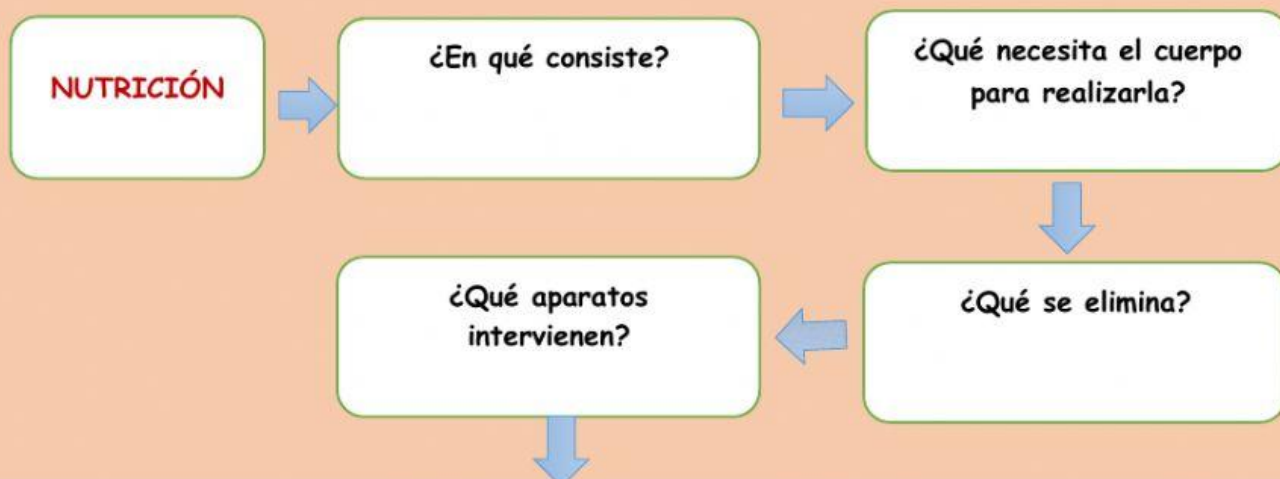 NUTRICIÓN
¿En qué consiste?
¿Qué necesita el cuerpo
para realizarla?
¿Qué se elimina?
¿Qué aparatos
intervienen?